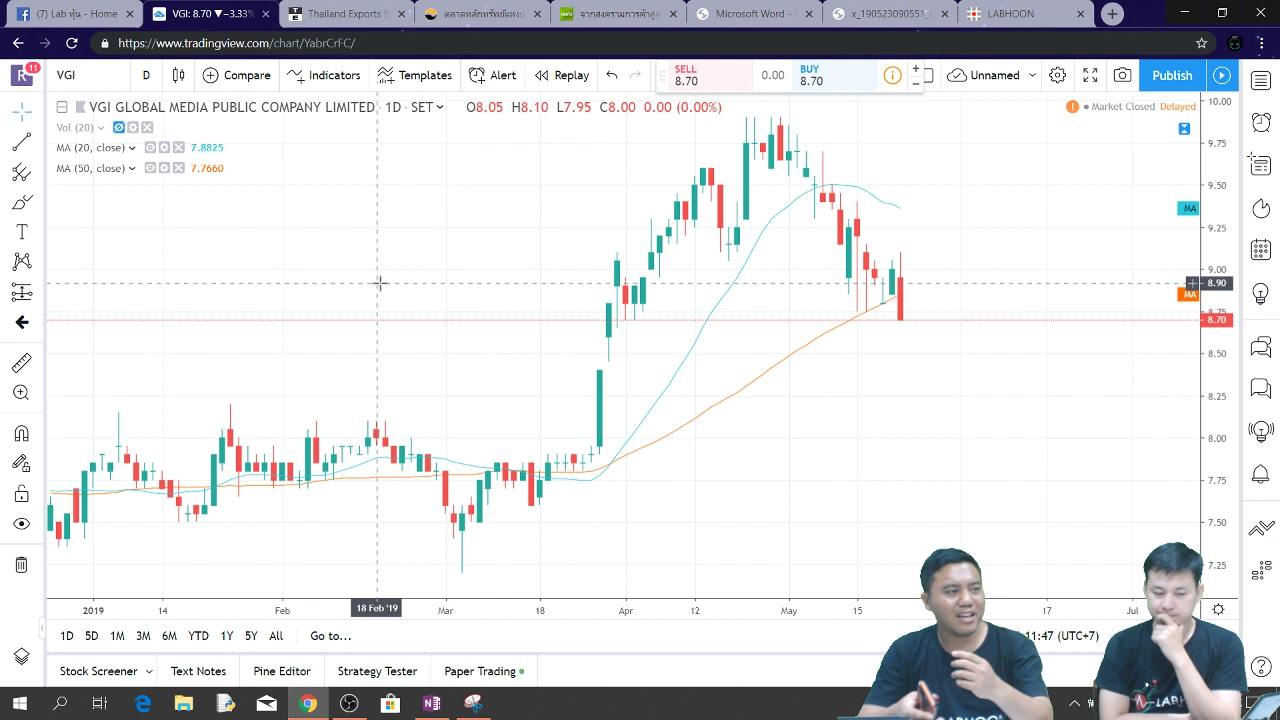 (7) Lab V - Home
VGI: 8.70 ▼−3.33%
Thailand Exports B
Microsoft Word -
LABHOON
https://www.tradingview.com/chart/YabrCrFC/
R
11
VGI
D
Compare
Indicators
Templates
Alert
Replay
SELL
8.70
0.00
BUY
8.70
Unnamed
Publish
VGI GLOBAL MEDIA PUBLIC COMPANY LIMITED · 1D · SET
O8.05 H8.10 L7.95 C8.00 0.00 (0.00%)
Market Closed Delayed
Vol (20)
MA (20, close)
7.8825
MA (50, close)
7.7660
10.00
9.75
9.50
MA
9.25
9.00
8.90
MA
8.75
8.70
8.50
8.25
8.00
7.75
7.50
7.25
2019
14
Feb
18 Feb '19
Mar
18
Apr
12
May
15
17
Jul
1D 5D 1M 3M 6M YTD 1Y 5Y All
Go to...
11:47 (UTC+7)
Stock Screener
Text Notes
Pine Editor
Strategy Tester
Paper Trading
LABHOON
LABH